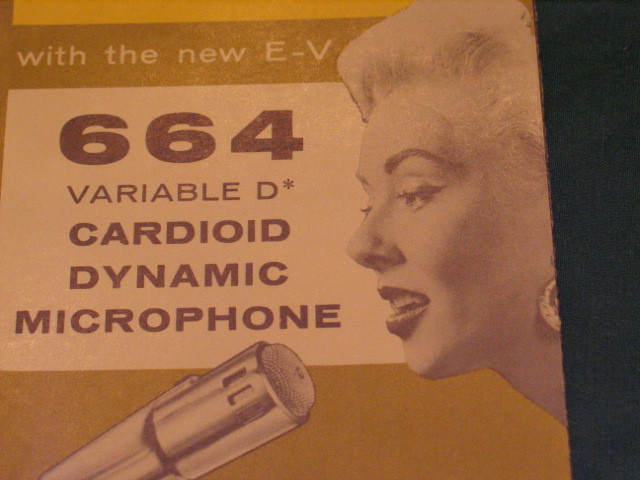 with the new E-V
664
VARIABLE D*
CARDIOID
DYNAMIC
MICROPHONE